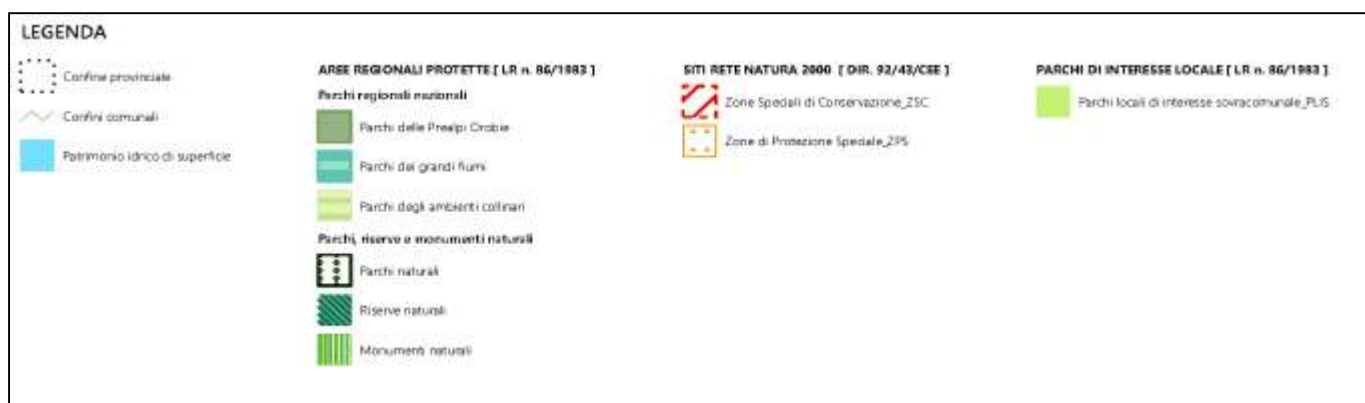 LEGENDA
Confine provinciale
Confini comunali
Patrimonio idrico di superficie
AREE REGIONALI PROTETTE [ LR n. 86/1983 ]
Parchi regionali nazionali
Parchi delle Prealpi Orobie
Parchi dei grandi fiumi
Parchi degli ambienti collinari
Parchi, riserve e monumenti naturali
Parchi naturali
Riserve naturali
Monumenti naturali
SITI RETE NATURA 2000 [ DIR. 92/43/CEE ]
Zone Speciali di Conservazione_ZSC
Zone di Protezione Speciale_ZPS
PARCHI DI INTERESSE LOCALE [ LR n. 86/1983 ]
Parchi locali di interesse sovracomunale_PLIS